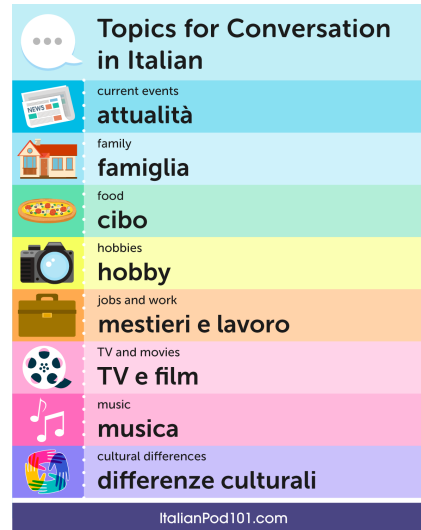 Topics for Conversation
in Italian
current events
NEWS
attualità
family
famiglia
food
cibo
hobbies
hobby
jobs and work
mestieri e lavoro
TV and movies
TV e film
music
musica
cultural differences
differenze culturali
ItalianPod101.com